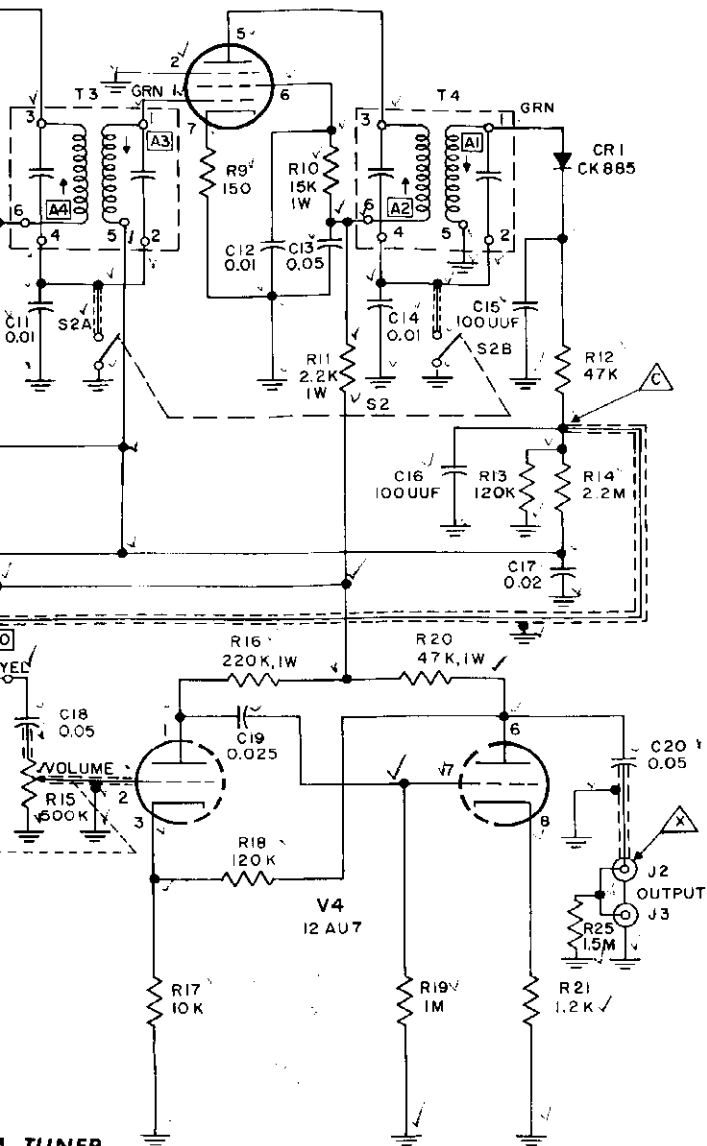 5
2
T3
GRN
1
6
T4
GRN
3
1
7
3
1
A3
R9
150
R10
15K
1W
A1
CR1
CK885
6
A4
4
5
2
C12
0.01
C13
0.05
6
A2
4
5
2
C11
0.01
S2A
C14
0.01
C15
100UUF
S2B
R11
2.2K
1W
S2
R12
47K
C
C16
100UUF
R13
120K
R14
2.2M
C17
0.02
YEL
R16
220K,1W
R20
47K,1W
C18
0.05
1
C19
0.025
6
C20
0.05
VOLUME
R15
500K
2
3
7
8
X
R18
120K
J2
OUTPUT
J3
V4
12AU7
R25
1.5M
R17
10K
R19
1M
R21
1.2K
TUNER